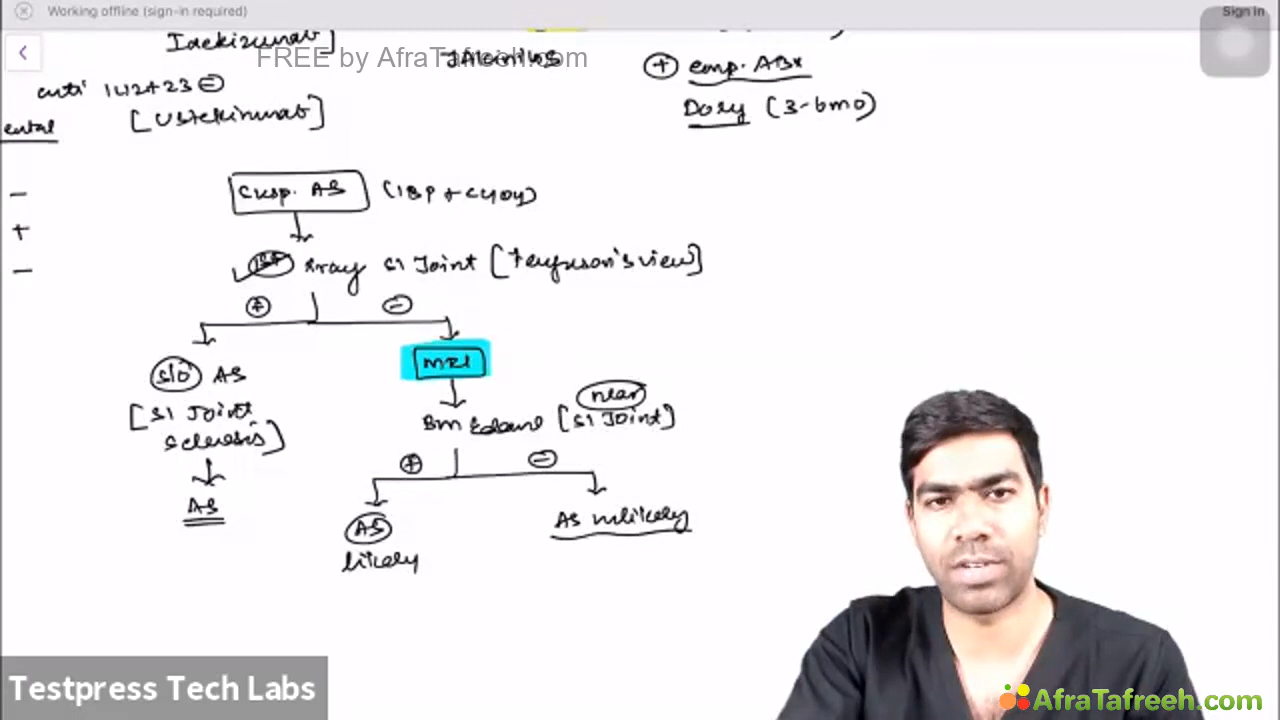 Working offline (sign-in required)
Sign in
FREE by AfraTafreeh.com
anti IL12+23 ⊖
[Ustekinumab]
ental
⊕ emp. ABx
Doxy (3-6mo)
-
+
-
Susp. AS (IBP + <40y)
Xray SI Joint [Ferguson's view]
⊕ ⊖
S/O AS
[SI Joint sclerosis]
AS
MRI
BM Edema [near SI Joint]
⊕ ⊖
AS likely
AS unlikely
Testpress Tech Labs
AfraTafreeh.com